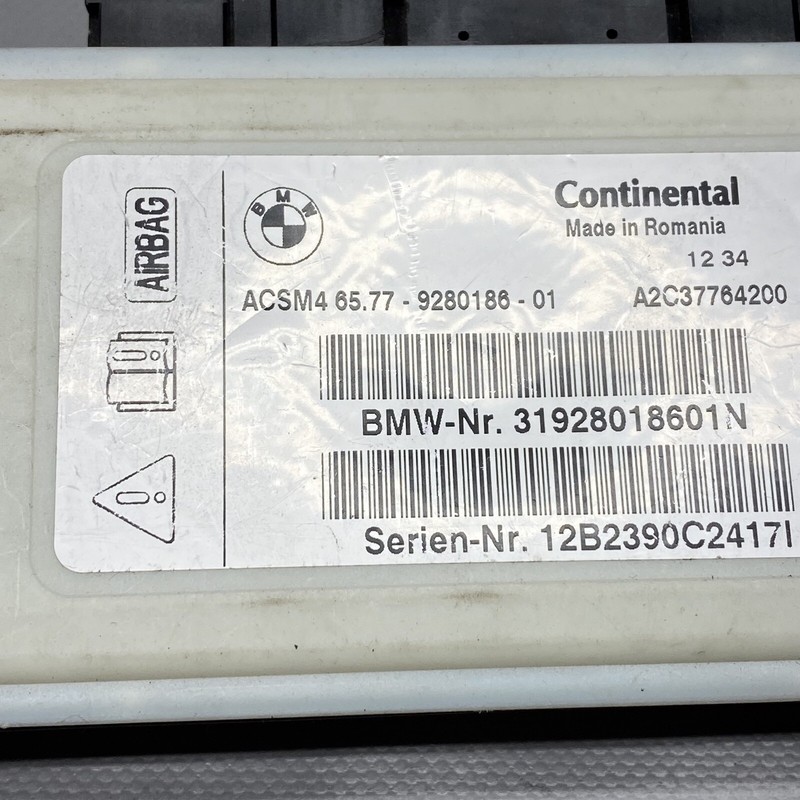 AIRBAG
BMW
Continental
Made in Romania
12 34
ACSM4 65.77 - 9280186 - 01 A2C37764200
BMW-Nr. 31928018601N
Serien-Nr. 12B2390C2417I